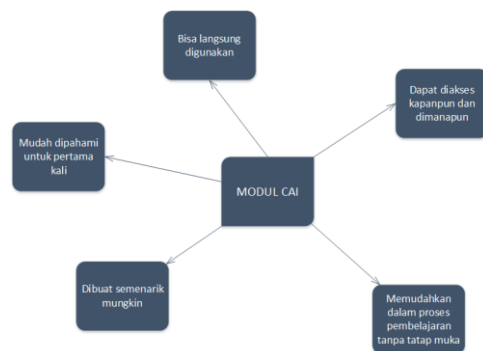 Bisa langsung
digunakan
Dapat diakses
kapanpun dan
dimanapun
Mudah dipahami
untuk pertama
kali
MODUL CAI
Dibuat semenarik
mungkin
Memudahkan
dalam proses
pembelajaran
tanpa tatap muka